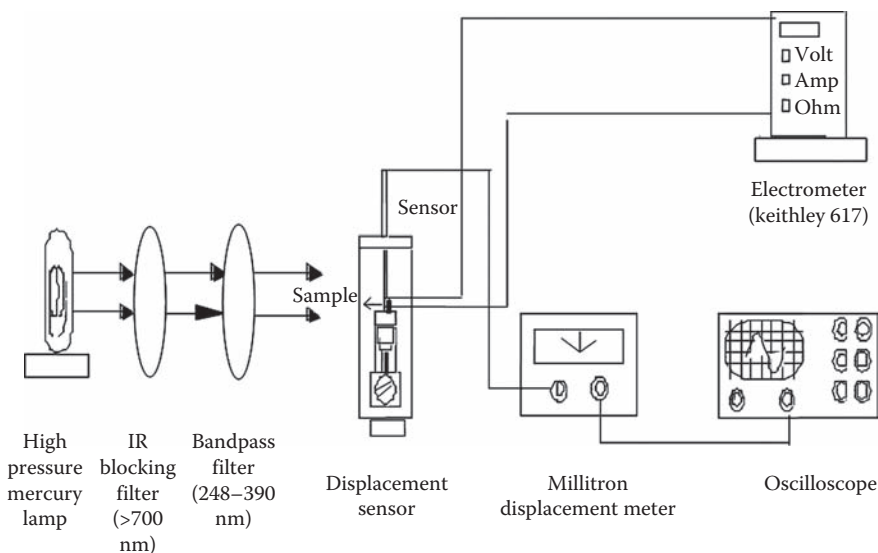 Volt
Amp
Ohm
Electrometer
(keithley 617)
Sensor
Sample
High
pressure
mercury
lamp
IR
blocking
filter
(>700
nm)
Bandpass
filter
(248–390
nm)
Displacement
sensor
Millitron
displacement meter
Oscilloscope